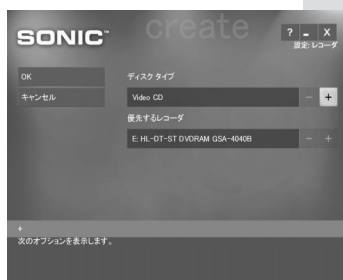 SONIC™
create
? - X
設定: レコーダ
OK
キャンセル
ディスク タイプ
Video CD
- +
優先するレコーダ
E: HL-DT-ST DVDRAM GSA-4040B
- +
+
次のオプションを表示します。